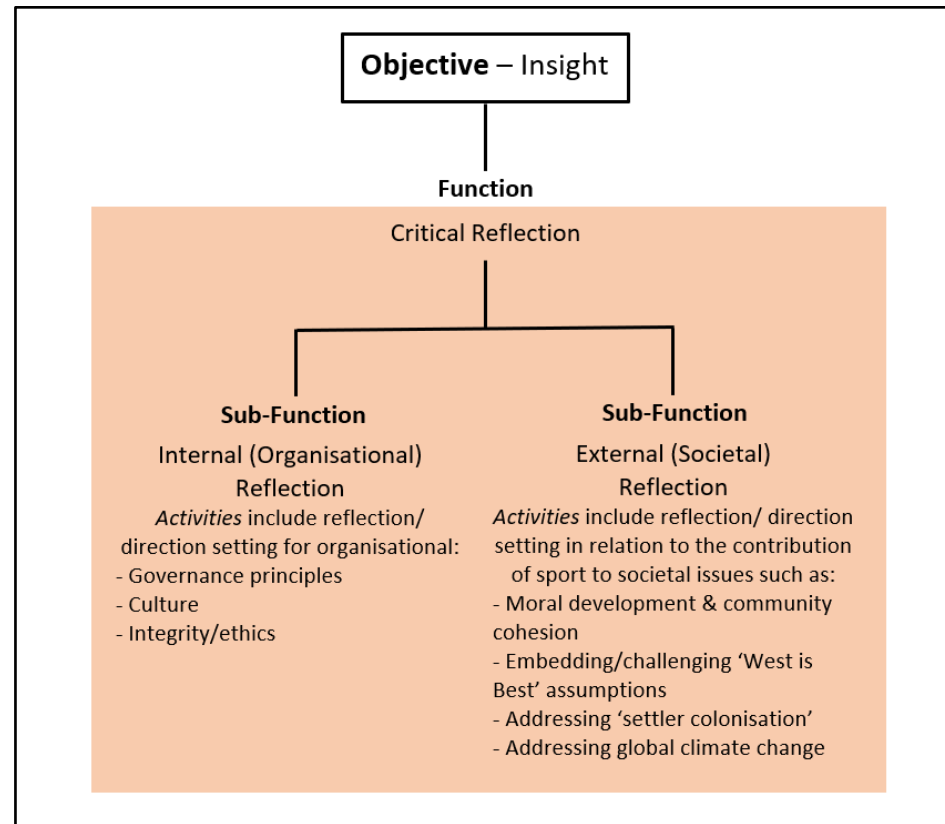 Objective – Insight
Function
Critical Reflection
Sub-Function
Internal (Organisational)
Reflection
Activities include reflection/
direction setting for organisational:
- Governance principles
- Culture
- Integrity/ethics
Sub-Function
External (Societal)
Reflection
Activities include reflection/ direction
setting in relation to the contribution
of sport to societal issues such as:
- Moral development & community
cohesion
- Embedding/challenging ‘West is
Best’ assumptions
- Addressing ‘settler colonisation’
- Addressing global climate change